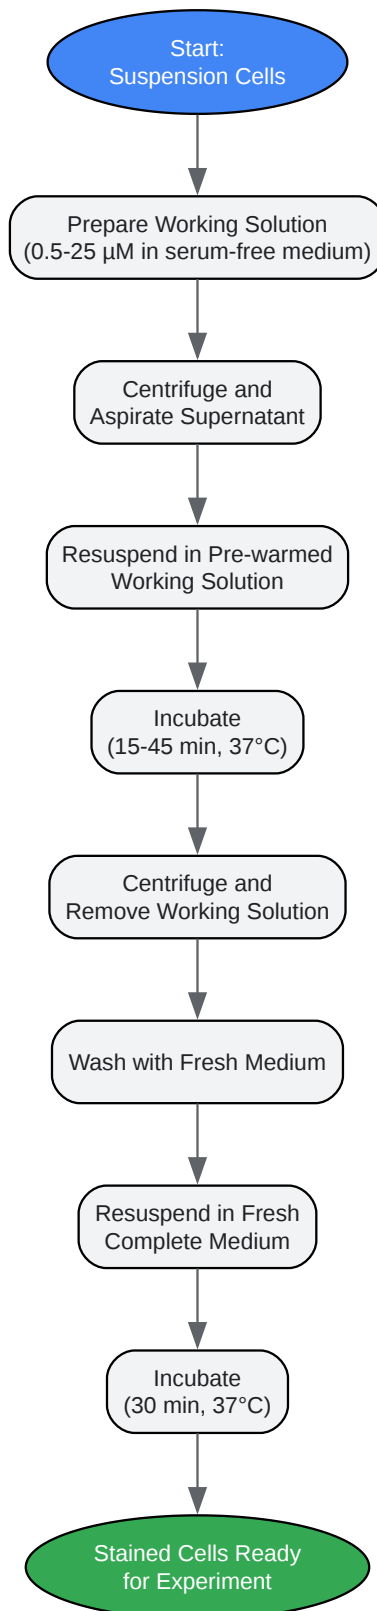 Start:
Suspension Cells
Prepare Working Solution
(0.5-25 µM in serum-free medium)
Centrifuge and
Aspirate Supernatant
Resuspend in Pre-warmed
Working Solution
Incubate
(15-45 min, 37°C)
Centrifuge and
Remove Working Solution
Wash with Fresh Medium
Resuspend in Fresh
Complete Medium
Incubate
(30 min, 37°C)
Stained Cells Ready
for Experiment